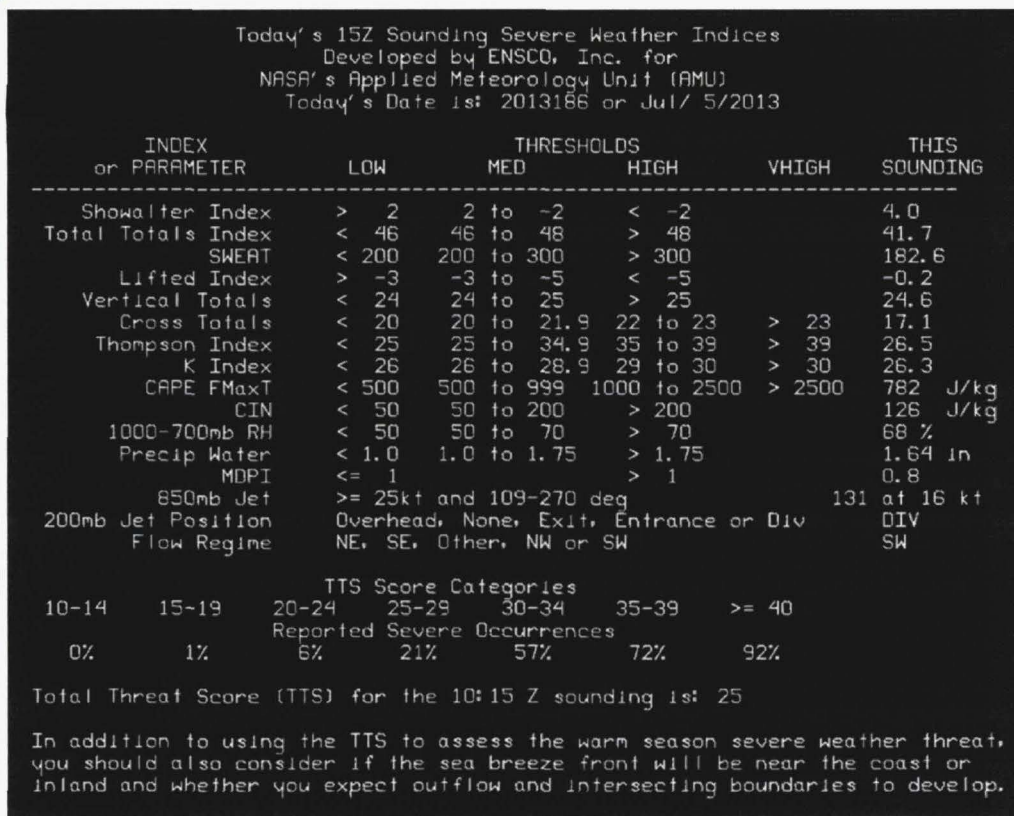 Today's 15Z Sounding Severe Weather Indices
Developed by ENSCO, Inc. for
NASA's Applied Meteorology Unit (AMU)
Today's Date is: 2013186 or Jul/ 5/2013
INDEX THRESHOLDS THIS
or PARAMETER LOW MED HIGH VHIGH SOUNDING
Showalter Index > 2 2 to -2 < -2 4.0
Total Totals Index < 46 46 to 48 > 48 41.7
SWEAT < 200 200 to 300 > 300 182.6
Lifted Index > -3 -3 to -5 < -5 -0.2
Vertical Totals < 24 24 to 25 > 25 24.6
Cross Totals < 20 20 to 21.9 22 to 23 > 23 17.1
Thompson Index < 25 25 to 34.9 35 to 39 > 39 26.5
K Index < 26 26 to 28.9 29 to 30 > 30 26.3
CAPE FMaxT < 500 500 to 999 1000 to 2500 > 2500 782 J/kg
CIN < 50 50 to 200 > 200 126 J/kg
1000-700mb RH < 50 50 to 70 > 70 68 %
Precip Water < 1.0 1.0 to 1.75 > 1.75 1.64 in
MDPI <= 1 > 1 0.8
850mb Jet >= 25kt and 109-270 deg 131 at 16 kt
200mb Jet Position Overhead, None, Exit, Entrance or Div DIV
Flow Regime NE, SE, Other, NW or SW SW
TTS Score Categories
10-14 15-19 20-24 25-29 30-34 35-39 >= 40
Reported Severe Occurrences
0% 1% 6% 21% 57% 72% 92%
Total Threat Score (TTS) for the 10:15 Z sounding is: 25
In addition to using the TTS to assess the warm season severe weather threat,
you should also consider if the sea breeze front will be near the coast or
inland and whether you expect outflow and intersecting boundaries to develop.